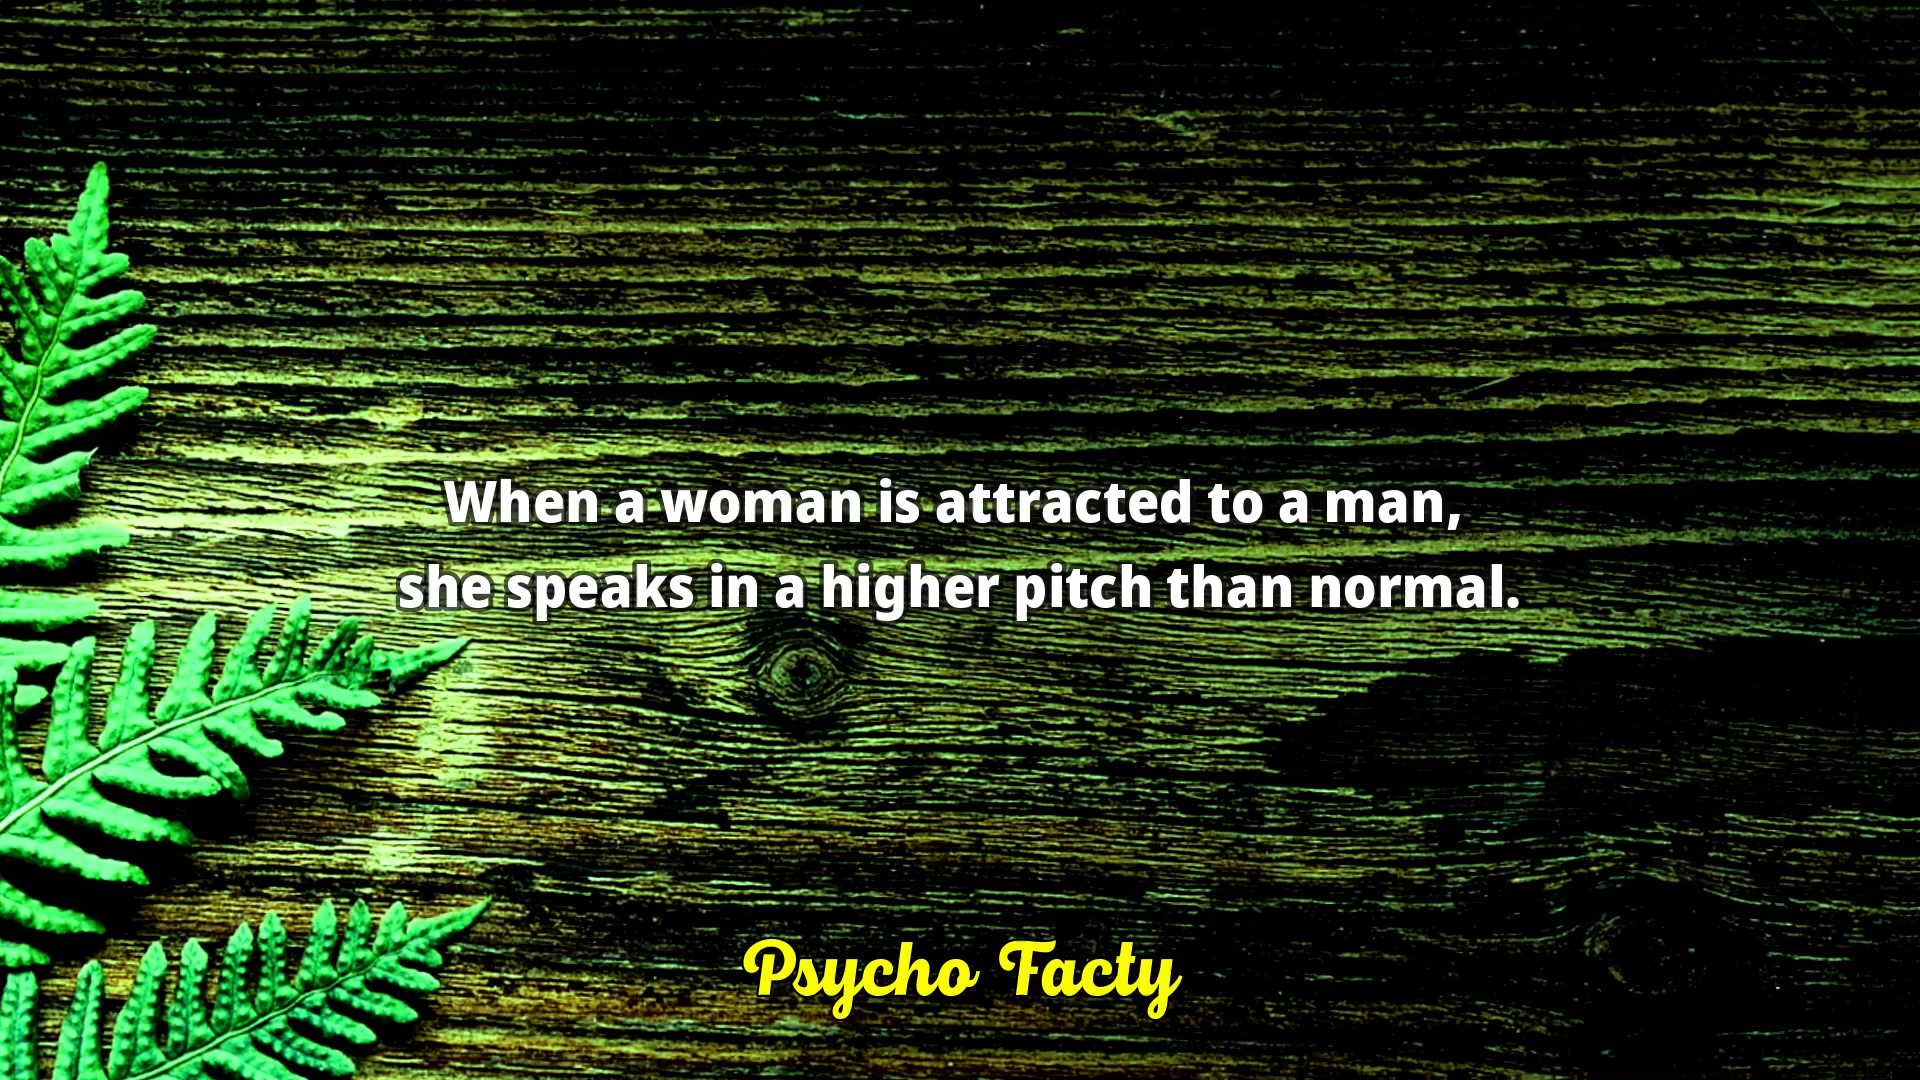 When a woman is attracted to a man,
she speaks in a higher pitch than normal.
Psycho Facty